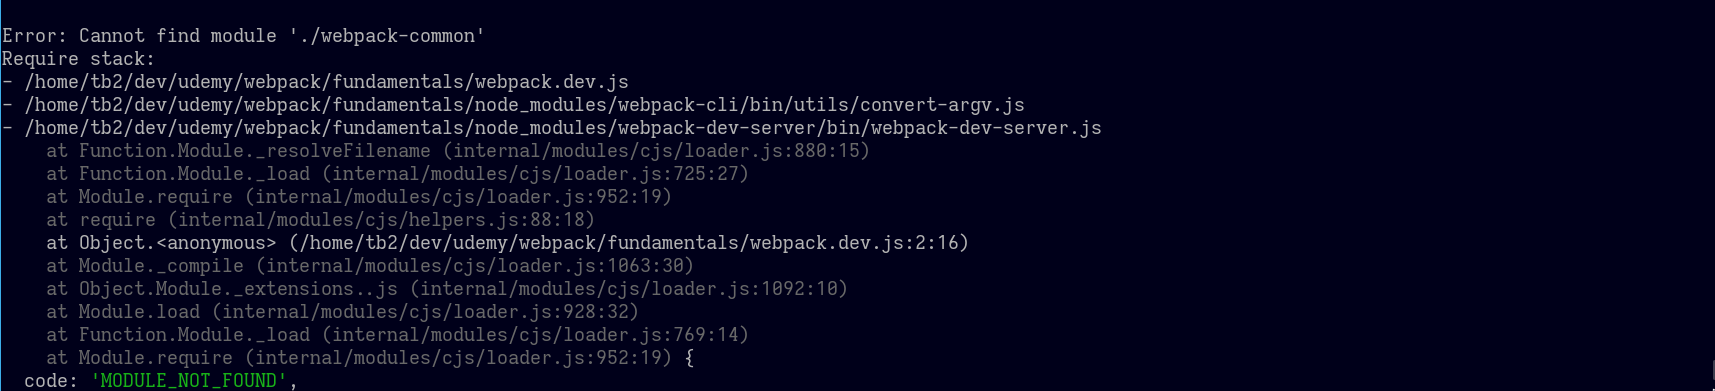 Error: Cannot find module './webpack-common'
Require stack:
- /home/tb2/dev/udemy/webpack/fundamentals/webpack.dev.js
- /home/tb2/dev/udemy/webpack/fundamentals/node_modules/webpack-cli/bin/utils/convert-argv.js
- /home/tb2/dev/udemy/webpack/fundamentals/node_modules/webpack-dev-server/bin/webpack-dev-server.js
    at Function.Module._resolveFilename (internal/modules/cjs/loader.js:880:15)
    at Function.Module._load (internal/modules/cjs/loader.js:725:27)
    at Module.require (internal/modules/cjs/loader.js:952:19)
    at require (internal/modules/cjs/helpers.js:88:18)
    at Object.<anonymous> (/home/tb2/dev/udemy/webpack/fundamentals/webpack.dev.js:2:16)
    at Module._compile (internal/modules/cjs/loader.js:1063:30)
    at Object.Module._extensions..js (internal/modules/cjs/loader.js:1092:10)
    at Module.load (internal/modules/cjs/loader.js:928:32)
    at Function.Module._load (internal/modules/cjs/loader.js:769:14)
    at Module.require (internal/modules/cjs/loader.js:952:19) {
  code: 'MODULE_NOT_FOUND',